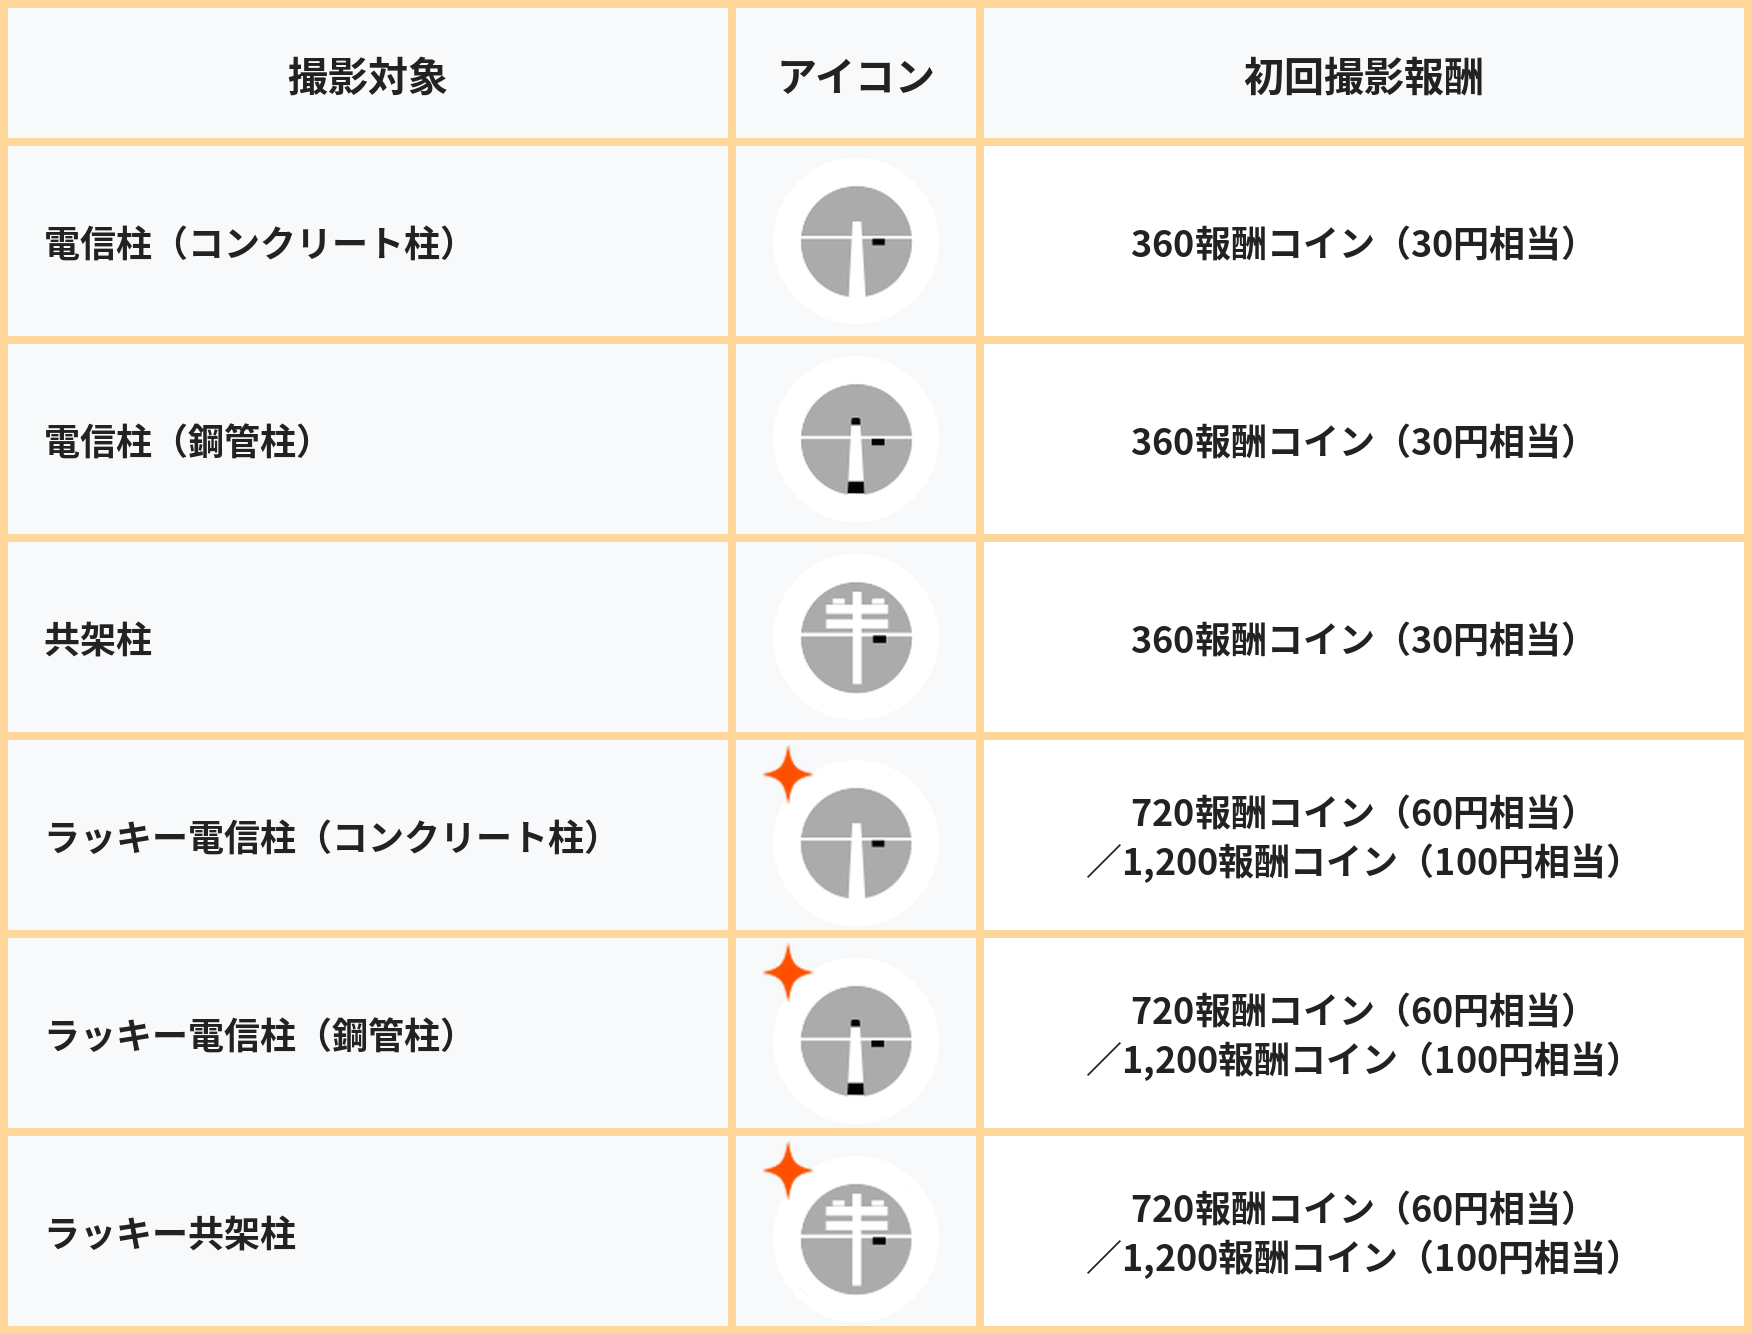 撮影対象
アイコン
初回撮影報酬
電信柱（コンクリート柱）
360報酬コイン（30円相当）
電信柱（鋼管柱）
360報酬コイン（30円相当）
共架柱
360報酬コイン（30円相当）
ラッキー電信柱（コンクリート柱）
720報酬コイン（60円相当）
／1,200報酬コイン（100円相当）
ラッキー電信柱（鋼管柱）
720報酬コイン（60円相当）
／1,200報酬コイン（100円相当）
ラッキー共架柱
720報酬コイン（60円相当）
／1,200報酬コイン（100円相当）